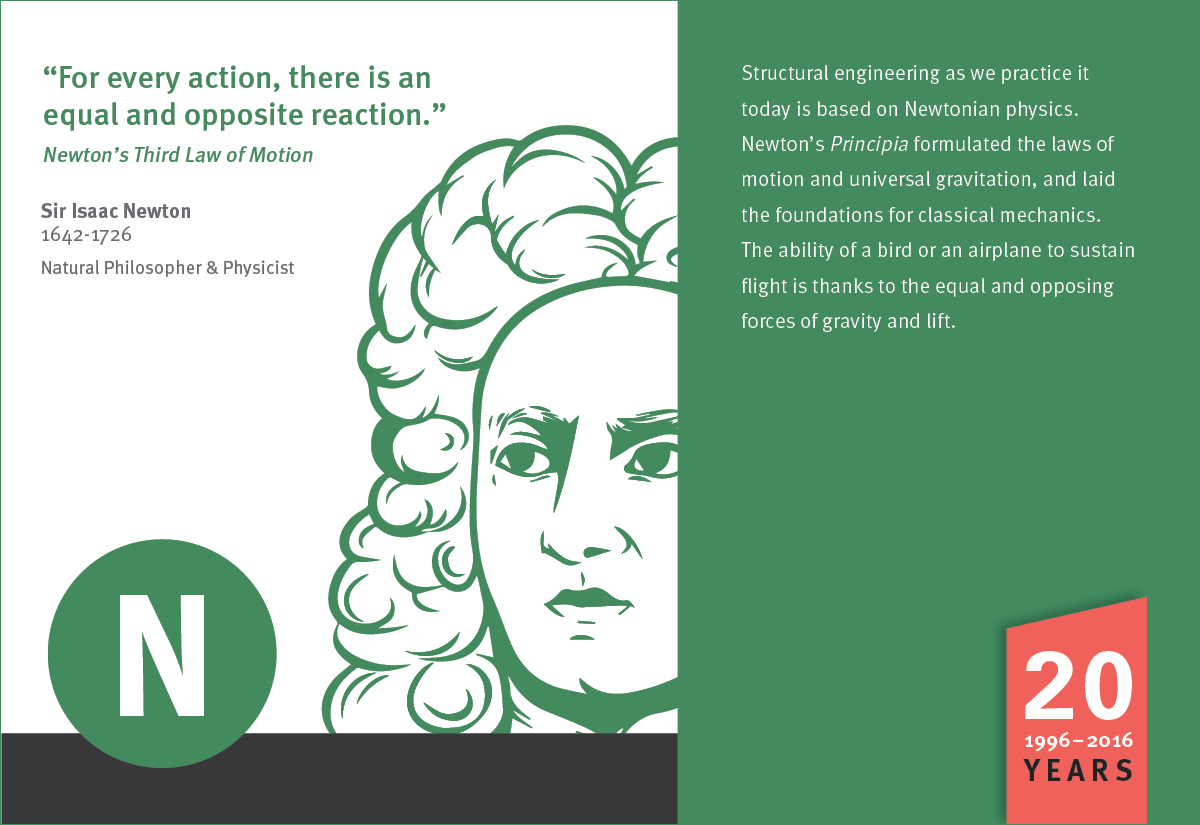 “For every action, there is an
equal and opposite reaction.”
Newton’s Third Law of Motion
Sir Isaac Newton
1642-1726
Natural Philosopher & Physicist
N
Structural engineering as we practice it
today is based on Newtonian physics.
Newton’s Principia formulated the laws of
motion and universal gravitation, and laid
the foundations for classical mechanics.
The ability of a bird or an airplane to sustain
flight is thanks to the equal and opposing
forces of gravity and lift.
20
1996–2016
YEARS